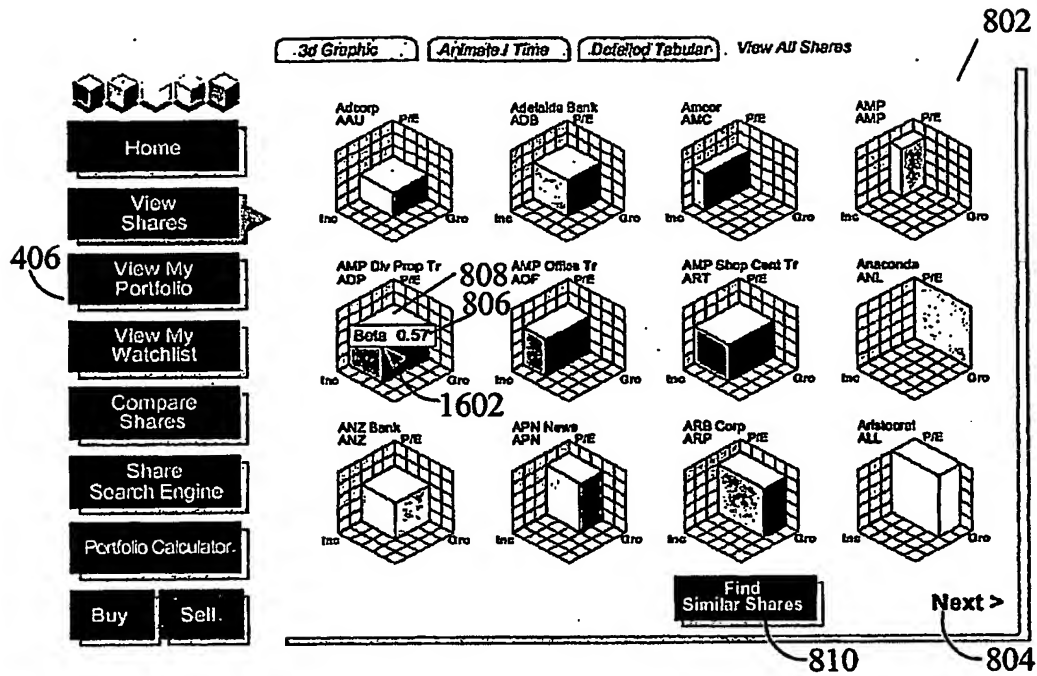 802
3d Graphic
Animated Time
Detailed Tabular
View All Shares
Home
View
Shares
406
View My
Portfolio
View My
Watchlist
Compare
Shares
Share
Search Engine
Portfolio Calculator
Buy
Sell
Adcorp
AAU
P/E
Inc
Gro
Adelaide Bank
ADB
P/E
Inc
Gro
Amcor
AMC
P/E
Inc
Gro
AMP
AMP
P/E
Inc
Gro
AMP Div Prop Tr
ADP
P/E
808
806
Beta 0.57
Inc
Gro
1602
AMP Office Tr
AOF
P/E
Inc
Gro
AMP Shop Cent Tr
ART
P/E
Inc
Gro
Anaconda
ANL
P/E
Inc
Gro
ANZ Bank
ANZ
P/E
Inc
Gro
APN News
APN
P/E
Inc
Gro
ARB Corp
ARP
P/E
Inc
Gro
Aristocrat
ALL
P/E
Inc
Gro
Find
Similar Shares
Next >
810
804